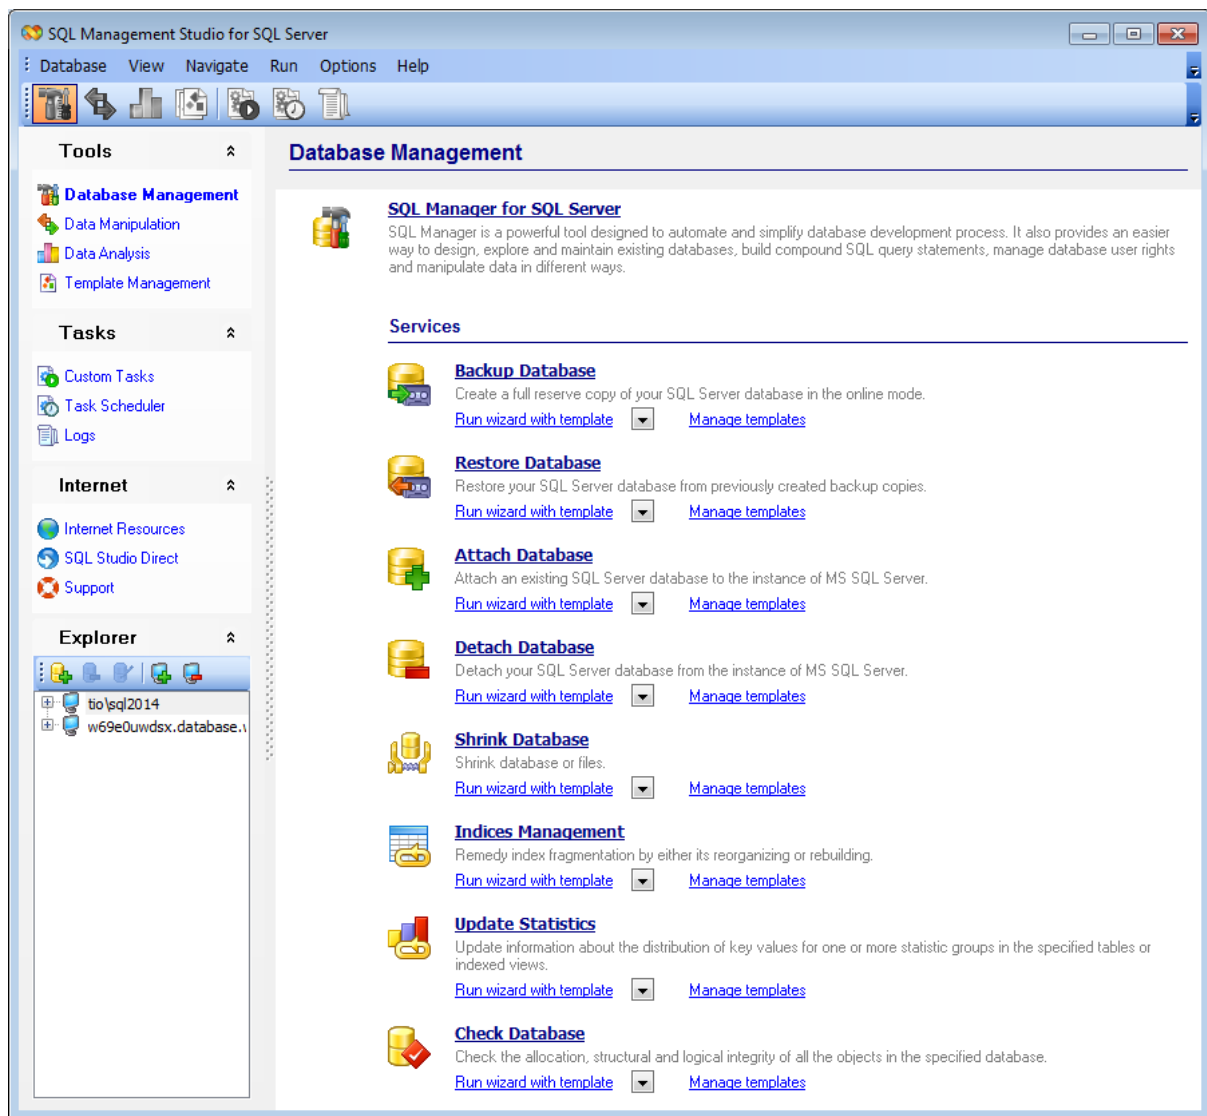 SQL Management Studio for SQL Server
Database View Navigate Run Options Help
Tools
Database Management
Data Manipulation
Data Analysis
Template Management
Tasks
Custom Tasks
Task Scheduler
Logs
Internet
Internet Resources
SQL Studio Direct
Support
Explorer
tio\sql2014
w69e0uwdsx.database.
Database Management
SQL Manager for SQL Server
SQL Manager is a powerful tool designed to automate and simplify database development process. It also provides an easier
way to design, explore and maintain existing databases, build compound SQL query statements, manage database user rights
and manipulate data in different ways.
Services
Backup Database
Create a full reserve copy of your SQL Server database in the online mode.
Run wizard with template Manage templates
Restore Database
Restore your SQL Server database from previously created backup copies.
Run wizard with template Manage templates
Attach Database
Attach an existing SQL Server database to the instance of MS SQL Server.
Run wizard with template Manage templates
Detach Database
Detach your SQL Server database from the instance of MS SQL Server.
Run wizard with template Manage templates
Shrink Database
Shrink database or files.
Run wizard with template Manage templates
Indices Management
Remedy index fragmentation by either its reorganizing or rebuilding.
Run wizard with template Manage templates
Update Statistics
Update information about the distribution of key values for one or more statistic groups in the specified tables or
indexed views.
Run wizard with template Manage templates
Check Database
Check the allocation, structural and logical integrity of all the objects in the specified database.
Run wizard with template Manage templates